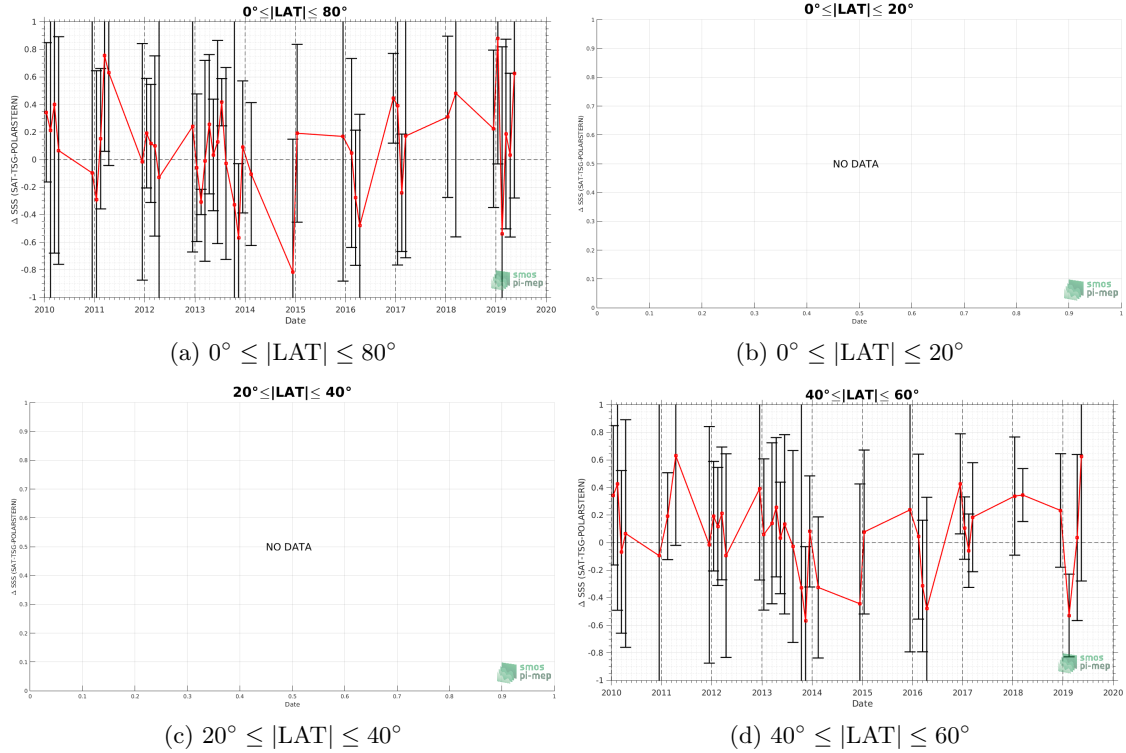 0°≤|LAT|≤ 80°
Δ SSS (SAT-TSG-POLARSTERN)
1
0.8
0.6
0.4
0.2
0
-0.2
-0.4
-0.6
-0.8
-1
2010 2011 2012 2013 2014 2015 2016 2017 2018 2019 2020
Date
smos
pi-mep
(a) 0° ≤ |LAT| ≤ 80°
0°≤|LAT|≤ 20°
Δ SSS (SAT-TSG-POLARSTERN)
1
0.9
0.8
0.7
0.6
0.5
0.4
0.3
0.2
0.1
0
NO DATA
0 0.1 0.2 0.3 0.4 0.5 0.6 0.7 0.8 0.9 1
Date
smos
pi-mep
(b) 0° ≤ |LAT| ≤ 20°
20°≤|LAT|≤ 40°
Δ SSS (SAT-TSG-POLARSTERN)
1
0.9
0.8
0.7
0.6
0.5
0.4
0.3
0.2
0.1
0
NO DATA
0 0.1 0.2 0.3 0.4 0.5 0.6 0.7 0.8 0.9 1
Date
smos
pi-mep
(c) 20° ≤ |LAT| ≤ 40°
40°≤|LAT|≤ 60°
Δ SSS (SAT-TSG-POLARSTERN)
1
0.8
0.6
0.4
0.2
0
-0.2
-0.4
-0.6
-0.8
-1
2010 2011 2012 2013 2014 2015 2016 2017 2018 2019 2020
Date
smos
pi-mep
(d) 40° ≤ |LAT| ≤ 60°